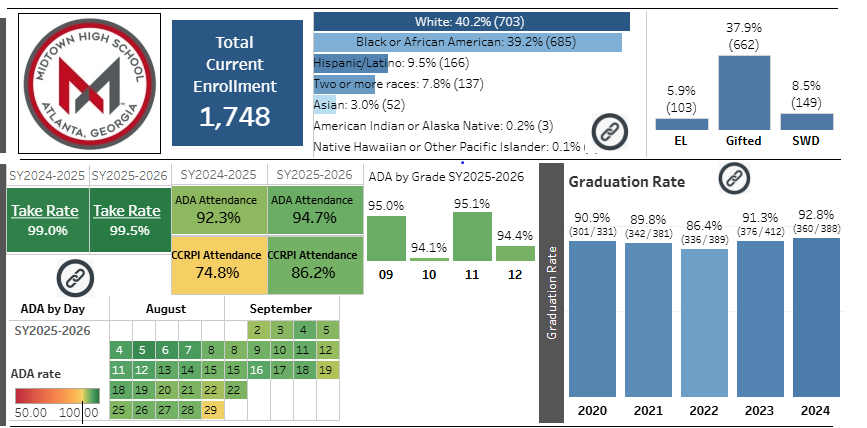 MIDTOWN HIGH SCHOOL
ATLANTA, GEORGIA
Total
Current
Enrollment
1,748
White: 40.2% (703)
Black or African American: 39.2% (685)
Hispanic/Latino: 9.5% (166)
Two or more races: 7.8% (137)
Asian: 3.0% (52)
American Indian or Alaska Native: 0.2% (3)
Native Hawaiian or Other Pacific Islander: 0.1%
5.9%
(103)
EL
37.9%
(662)
Gifted
8.5%
(149)
SWD
SY2024-2025 SY2025-2026
Take Rate Take Rate
99.0% 99.5%
SY2024-2025 SY2025-2026
ADA Attendance ADA Attendance
92.3% 94.7%
CCRPI Attendance CCRPI Attendance
74.8% 86.2%
ADA by Grade SY2025-2026
95.0% 94.1% 95.1% 94.4%
09 10 11 12
Graduation Rate
Graduation Rate
90.9% 89.8% 86.4% 91.3% 92.8%
(301/331) (342/381) (336/389) (376/412) (360/388)
2020 2021 2022 2023 2024
ADA by Day August September
SY2025-2026 2 3 4 5
4 5 6 7 8 8 9 10 11 12
11 12 13 14 15 15 16 17 18 19
18 19 20 21 22 22
25 26 27 28 29
ADA rate
50.00 100.00